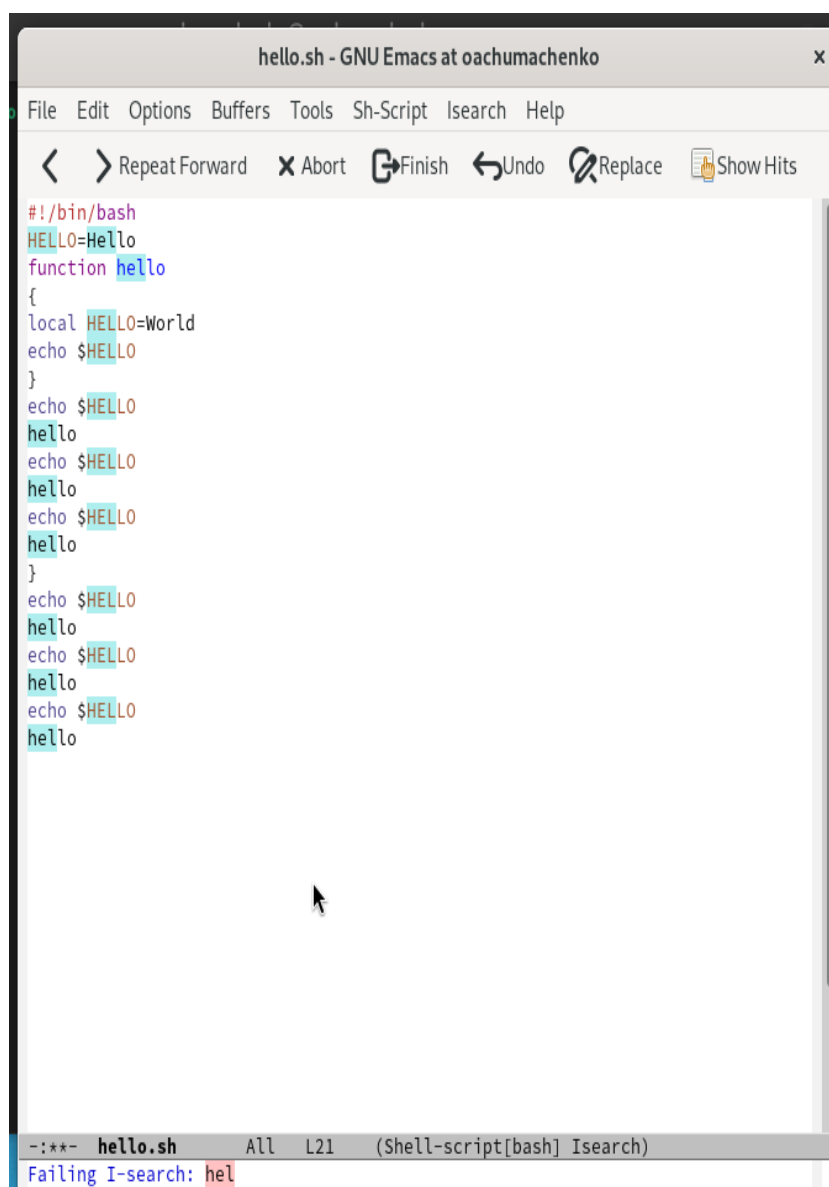 hello.sh - GNU Emacs at oachumachenko
File Edit Options Buffers Tools Sh-Script Isearch Help
Repeat Forward Abort Finish Undo Replace Show Hits
#!/bin/bash
HELLO=Hello
function hello
{
local HELLO=World
echo $HELLO
}
echo $HELLO
hello
echo $HELLO
hello
echo $HELLO
hello
}
echo $HELLO
hello
echo $HELLO
hello
echo $HELLO
hello
-:**- hello.sh All L21 (Shell-script[bash] Isearch)
Failing I-search: hel